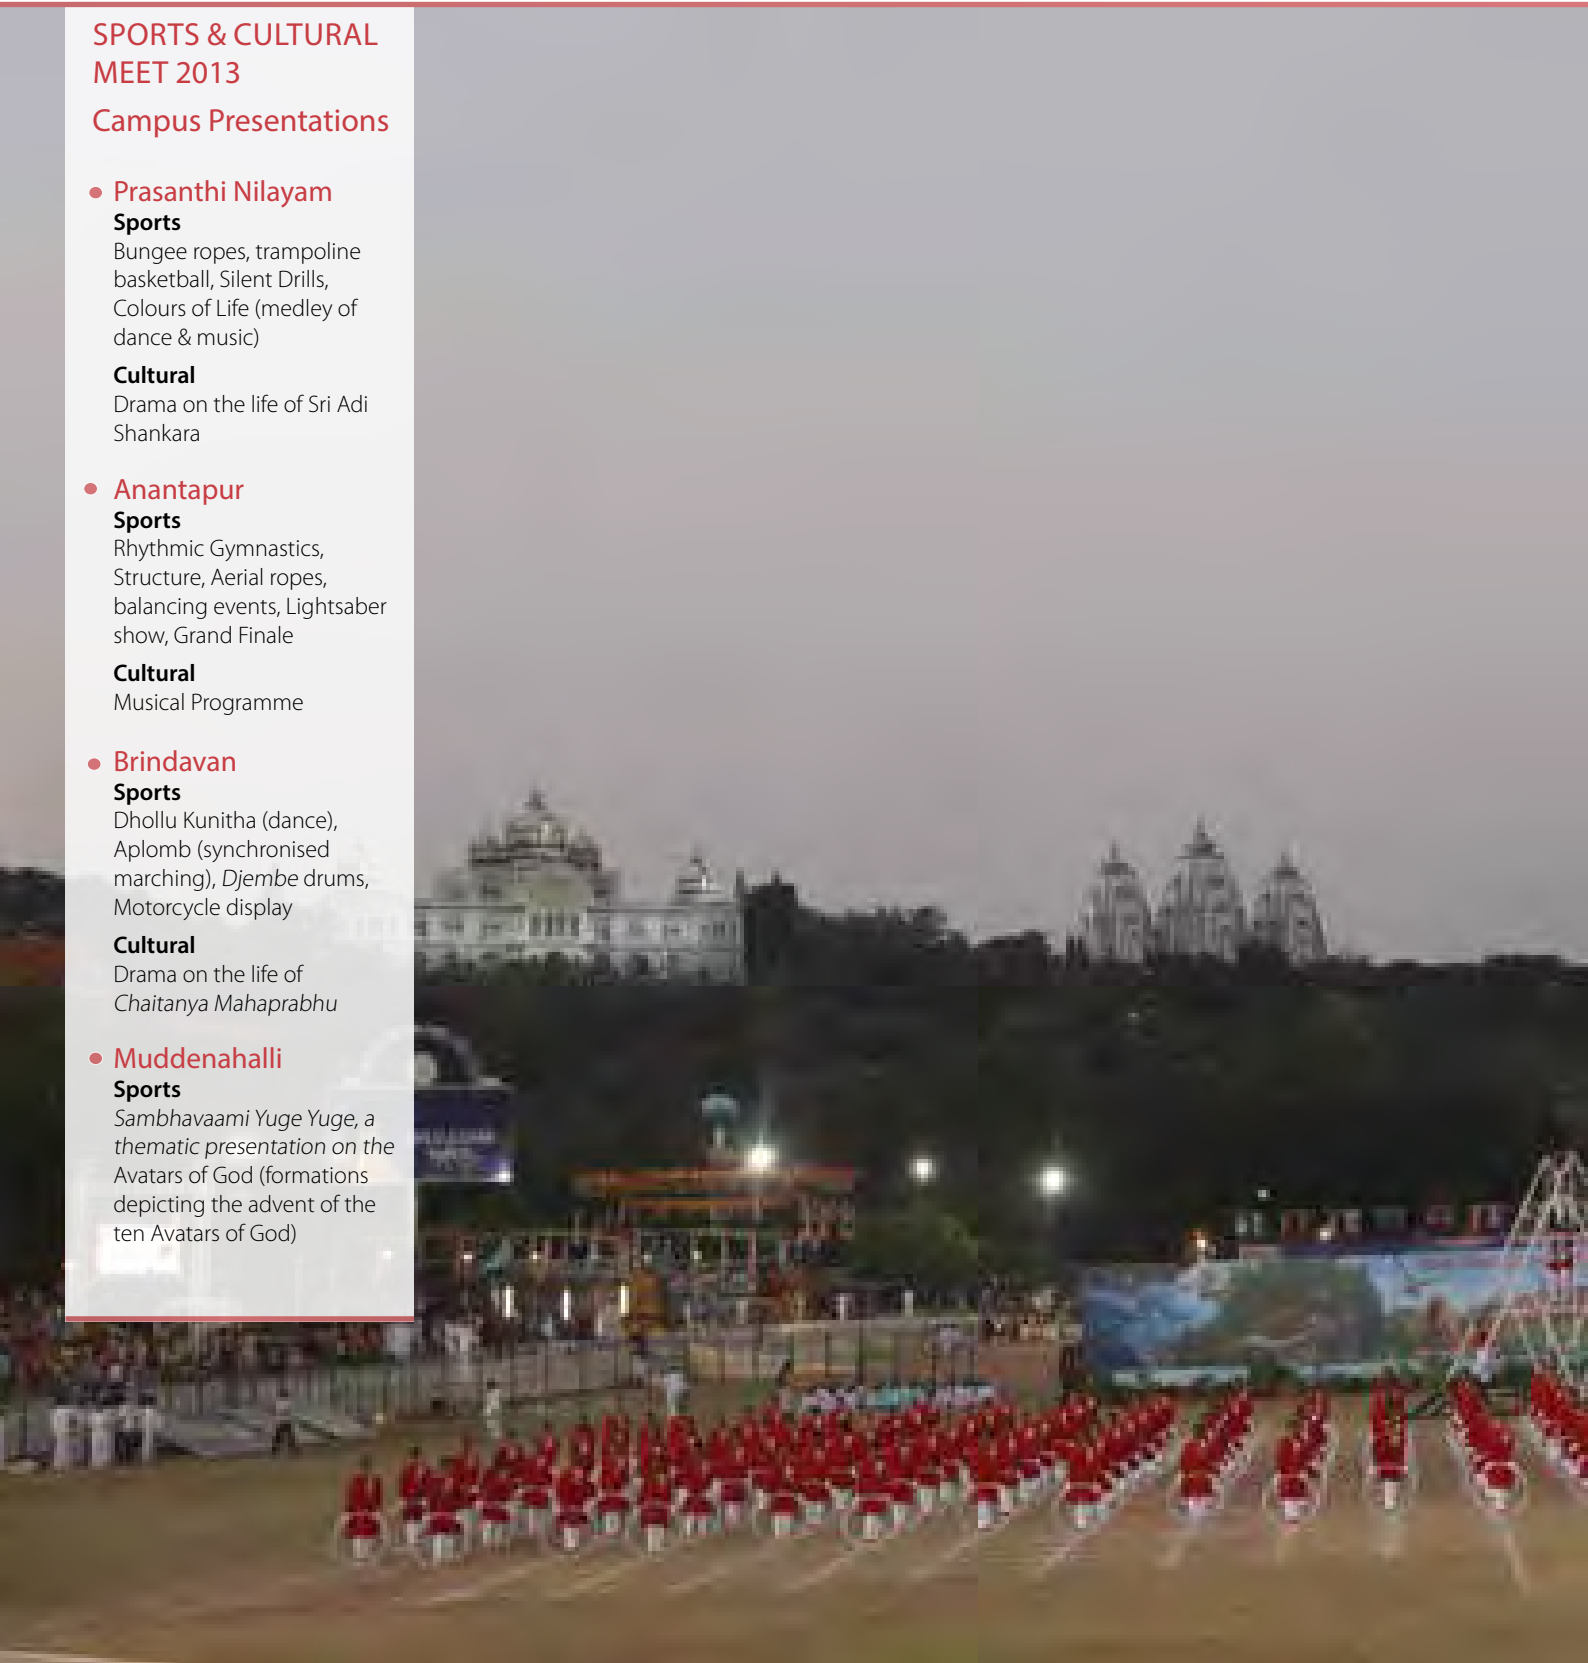 SPORTS & CULTURAL
MEET 2013
Campus Presentations
Prasanthi Nilayam
Sports
Bungee ropes, trampoline
basketball, Silent Drills,
Colours of Life (medley of
dance & music)
Cultural
Drama on the life of Sri Adi
Shankara
Anantapur
Sports
Rhythmic Gymnastics,
Structure, Aerial ropes,
balancing events, Lightsaber
show, Grand Finale
Cultural
Musical Programme
Brindavan
Sports
Dhollu Kunitha (dance),
Aplomb (synchronised
marching), Djembe drums,
Motorcycle display
Cultural
Drama on the life of
Chaitanya Mahaprabhu
Muddenahalli
Sports
Sambhavaami Yuge Yuge, a
thematic presentation on the
Avatars of God (formations
depicting the advent of the
ten Avatars of God)